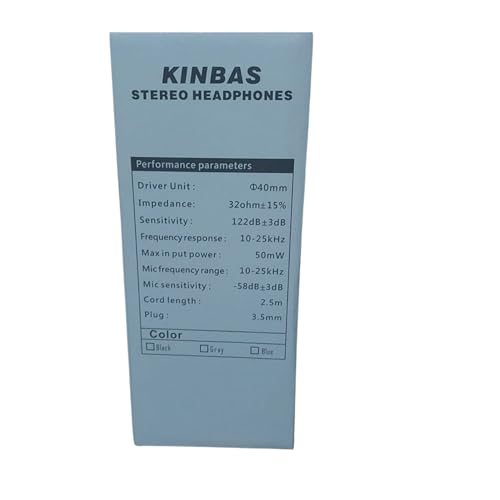 KINBAS
STEREO HEADPHONES
Performance parameters
Driver Unit : Φ40mm
Impedance: 32ohm±15%
Sensitivity : 122dB±3dB
Frequency response : 10-25kHz
Max in put power : 50mW
Mic frequency range : 10-25kHz
Mic sensitivity : -58dB±3dB
Cord length : 2.5m
Plug : 3.5mm
Color
Black Gray Blue